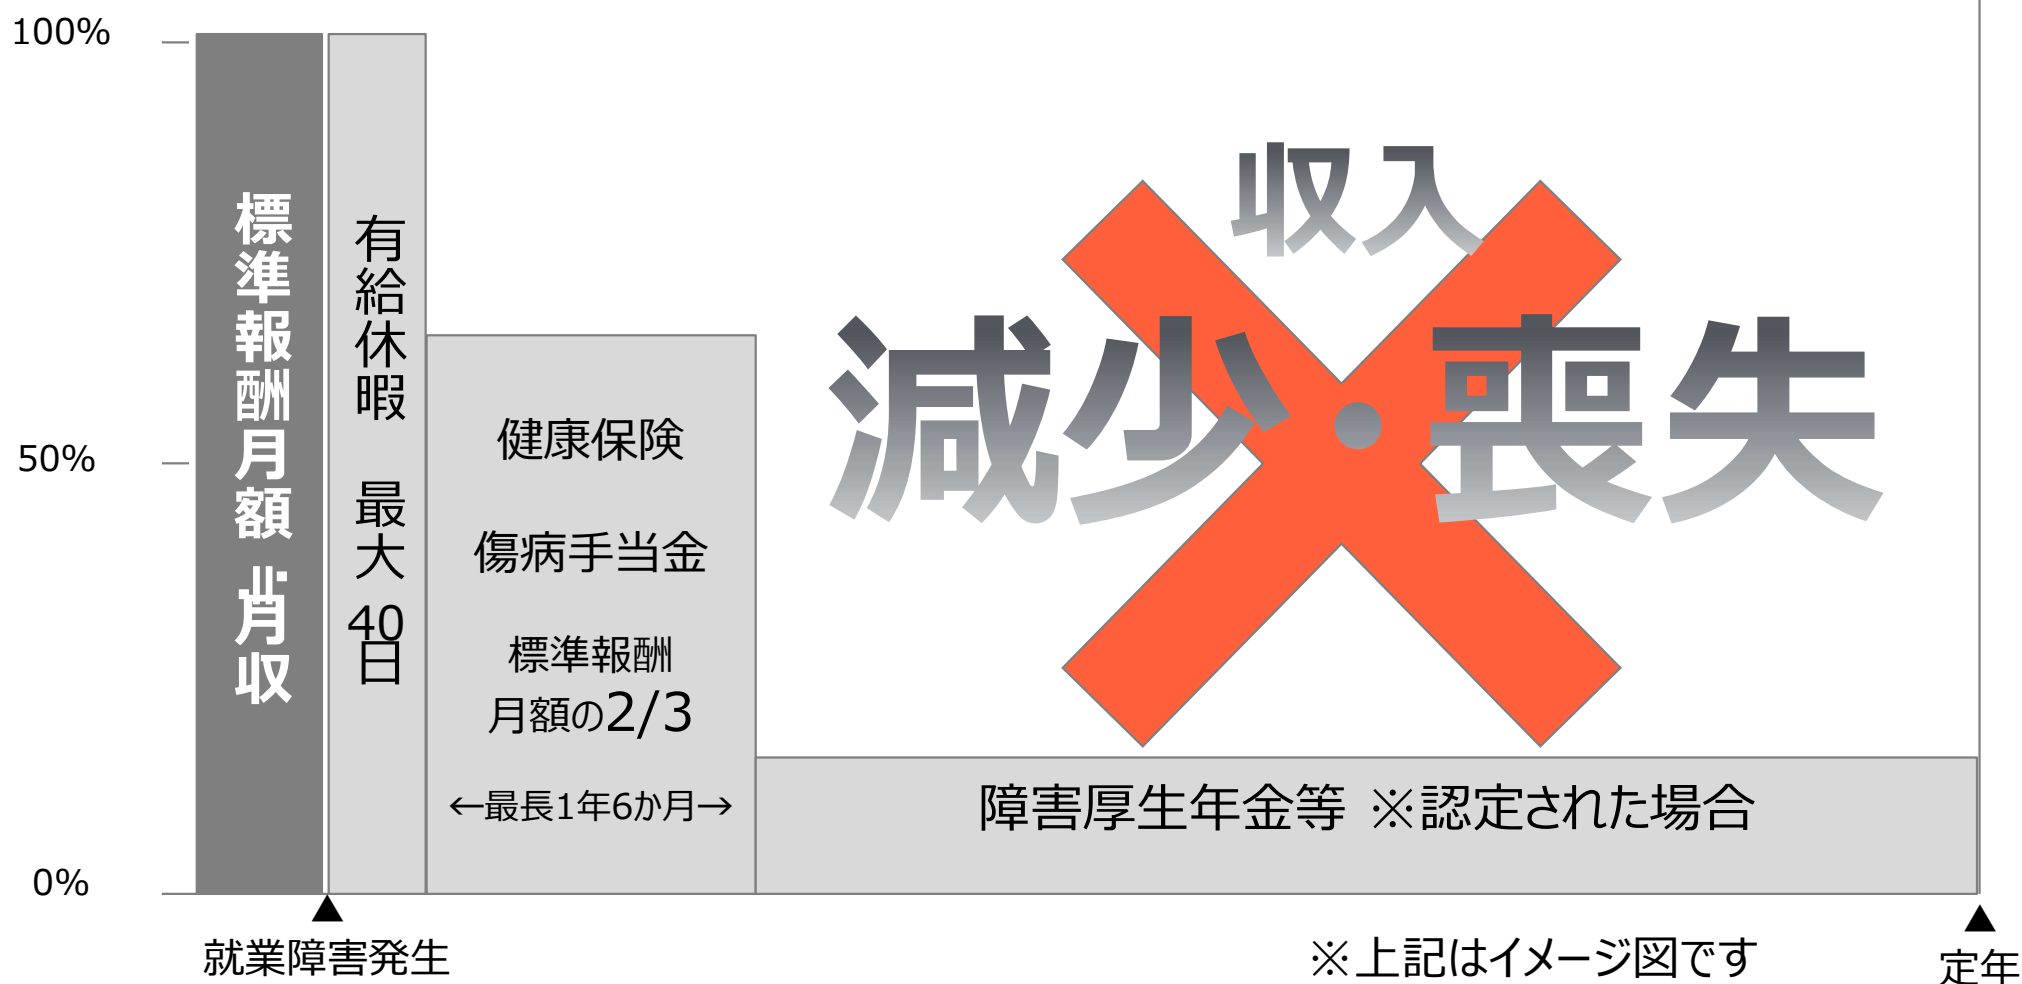 100%
50%
0%
標準報酬月額≒月収
有給休暇 最大40日
健康保険
傷病手当金
標準報酬
月額の2/3
←最長1年6か月→
収入
減少・喪失
障害厚生年金等 ※認定された場合
就業障害発生
※上記はイメージ図です
定年